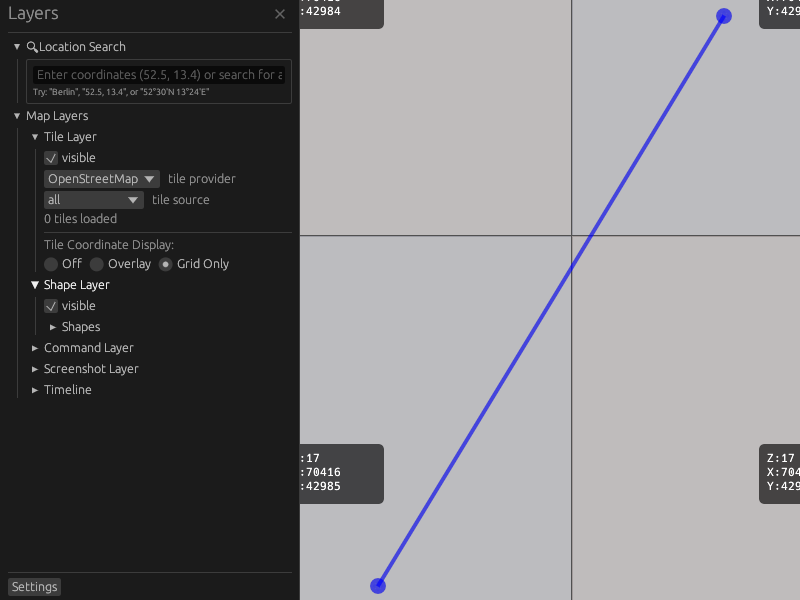 Layers
Location Search
Enter coordinates (52.5, 13.4) or search for a
Try: "Berlin", "52.5, 13.4", or "52°30'N 13°24'E"
Map Layers
Tile Layer
visible
OpenStreetMap tile provider
all tile source
0 tiles loaded
Tile Coordinate Display:
Off Overlay Grid Only
Shape Layer
visible
Shapes
Command Layer
Screenshot Layer
Timeline
Settings
:42984
Y:4298
:17
:70416
:42985
Z:17
X:704
Y:429